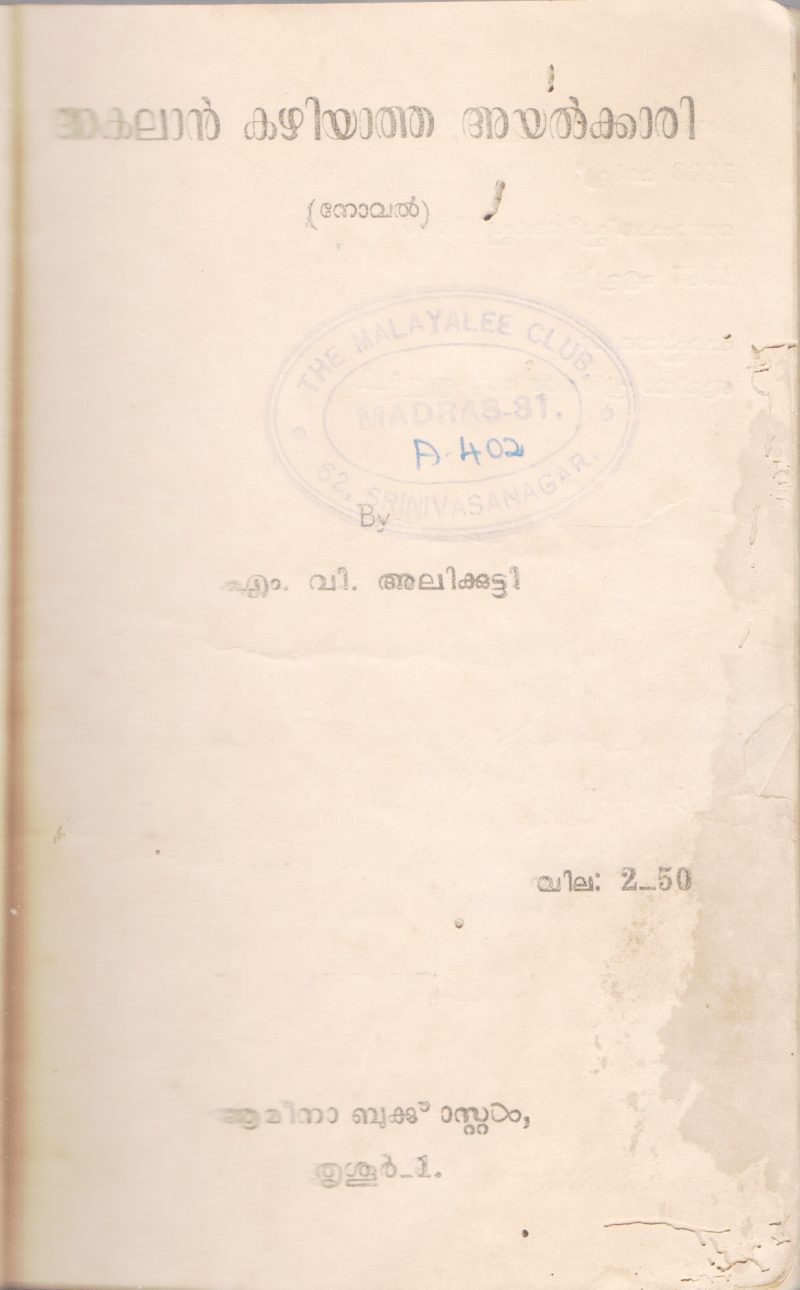 അകലാൻ കഴിയാത്ത അയൽക്കാരി
(നോവൽ)
THE MALAYALEE CLUB,
MADRAS-81.
A-402
62, SRINIVASANAGAR.
By
എം. വി. അലിക്കുട്ടി
വില: 2_50
ആമിനാ ബുക്ക്
തൃശൂർ_1.